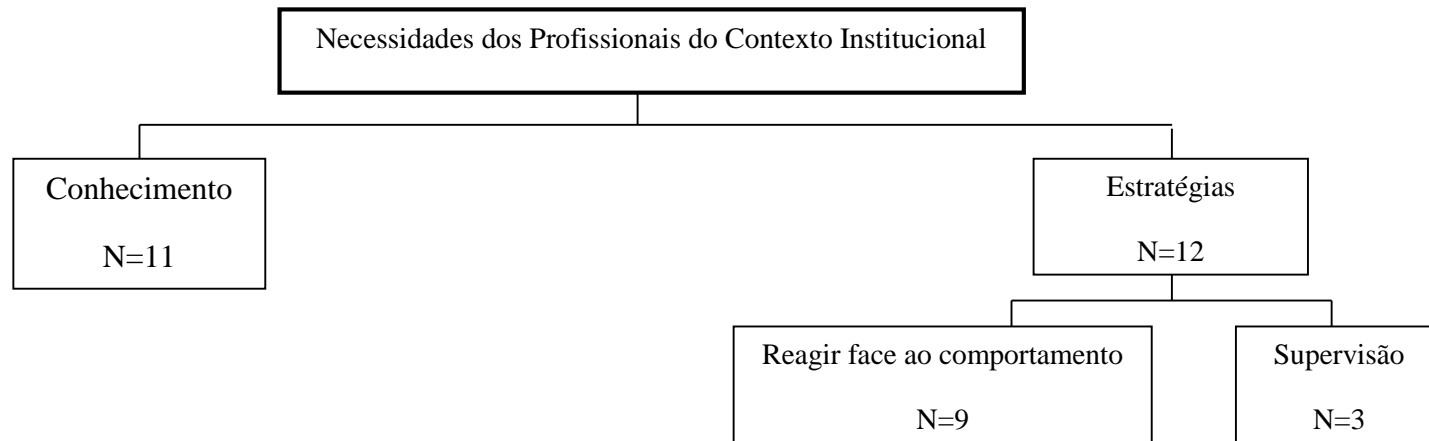 Necessidades dos Profissionais do Contexto Institucional
Conhecimento
N=11
Estratégias
N=12
Reagir face ao comportamento
N=9
Supervisão
N=3